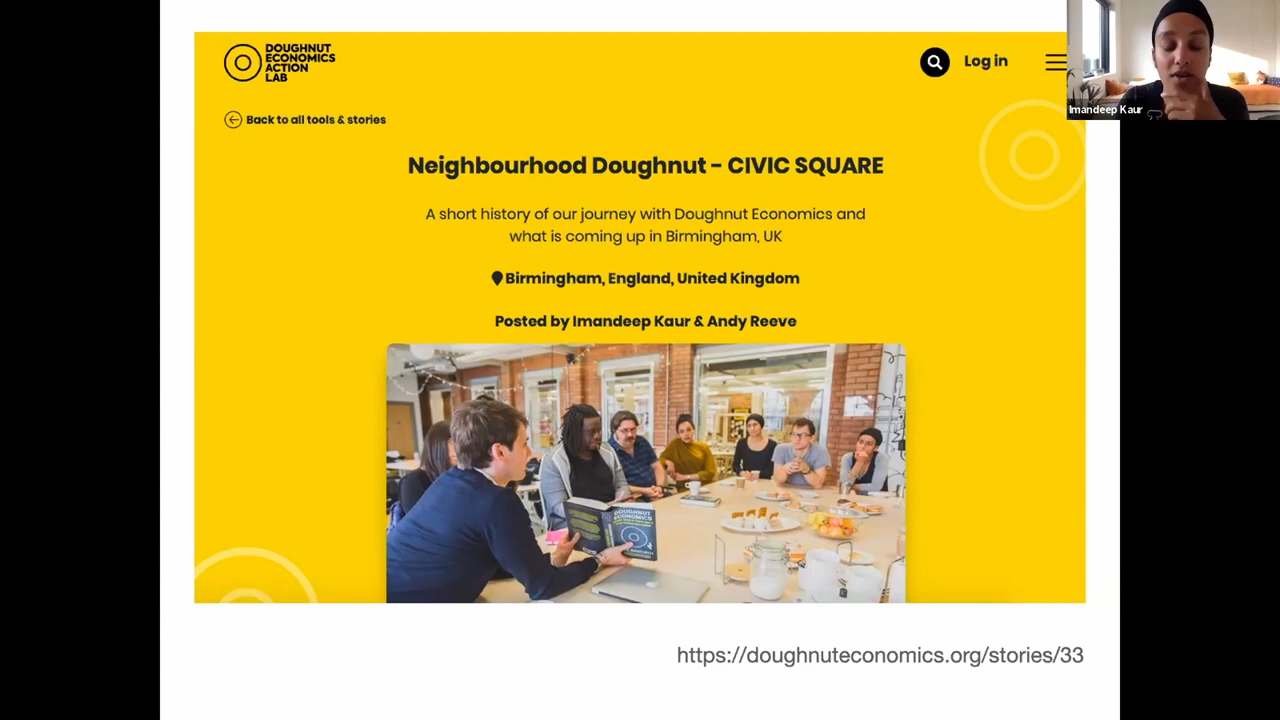 DOUGHNUT
ECONOMICS
ACTION
LAB
Log in
Imandeep Kaur
Back to all tools & stories
Neighbourhood Doughnut - CIVIC SQUARE
A short history of our journey with Doughnut Economics and
what is coming up in Birmingham, UK
Birmingham, England, United Kingdom
Posted by Imandeep Kaur & Andy Reeve
DOUGHNUT
ECONOMICS
https://doughnuteconomics.org/stories/33